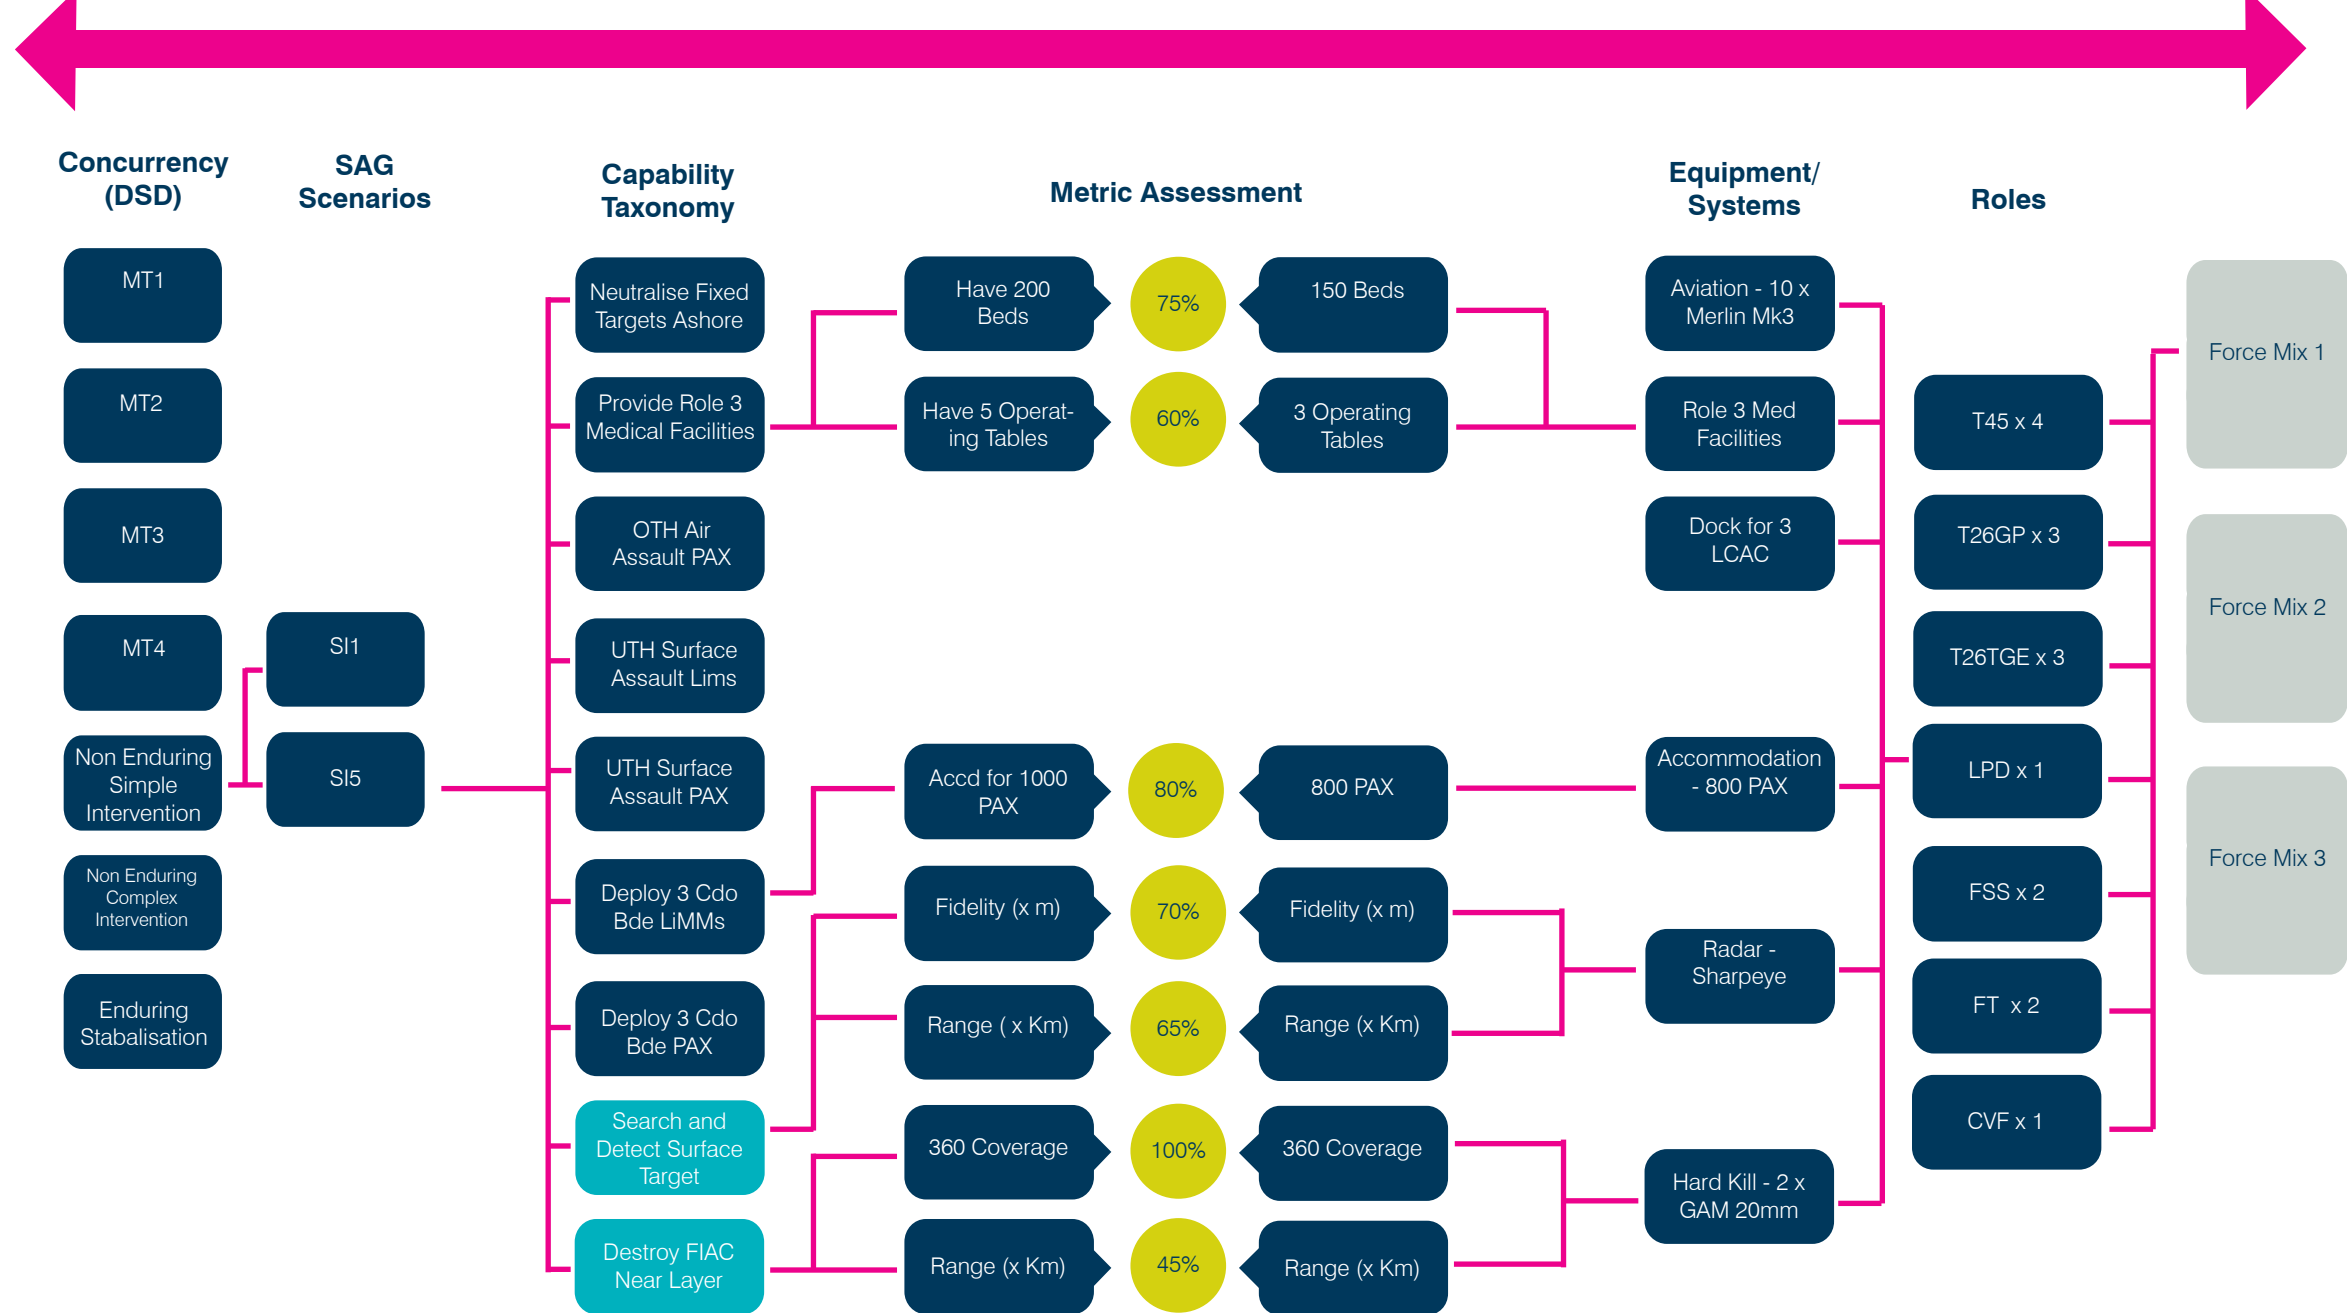 Concurrency
(DSD)
SAG
Scenarios
Capability
Taxonomy
Metric Assessment
Equipment/
Systems
Roles
MT1
MT2
MT3
MT4
Non Enduring
Simple
Intervention
Non Enduring
Complex
Intervention
Enduring
Stabalisation
SI1
SI5
Neutralise Fixed
Targets Ashore
Provide Role 3
Medical Facilities
OTH Air
Assault PAX
UTH Surface
Assault Lims
UTH Surface
Assault PAX
Deploy 3 Cdo
Bde LiMMs
Deploy 3 Cdo
Bde PAX
Search and
Detect Surface
Target
Destroy FIAC
Near Layer
Have 200
Beds
75%
150 Beds
Have 5 Operat-
ing Tables
60%
3 Operating
Tables
Accd for 1000
PAX
80%
800 PAX
Fidelity (x m)
70%
Fidelity (x m)
Range ( x Km)
65%
Range (x Km)
360 Coverage
100%
360 Coverage
Range (x Km)
45%
Range (x Km)
Aviation - 10 x
Merlin Mk3
Role 3 Med
Facilities
Dock for 3
LCAC
Accommodation
- 800 PAX
Radar -
Sharpeye
Hard Kill - 2 x
GAM 20mm
T45 x 4
T26GP x 3
T26TGE x 3
LPD x 1
FSS x 2
FT x 2
CVF x 1
Force Mix 1
Force Mix 2
Force Mix 3